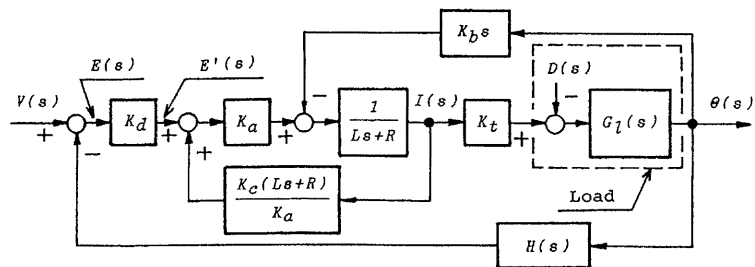 K_b s
E(s)
E'(s)
D(s)
V(s)
I(s)
θ(s)
K_d
K_a
1
Ls+R
K_t
G_l(s)
+
−
+
+
+
−
+
−
K_c(Ls+R)
K_a
Load
H(s)